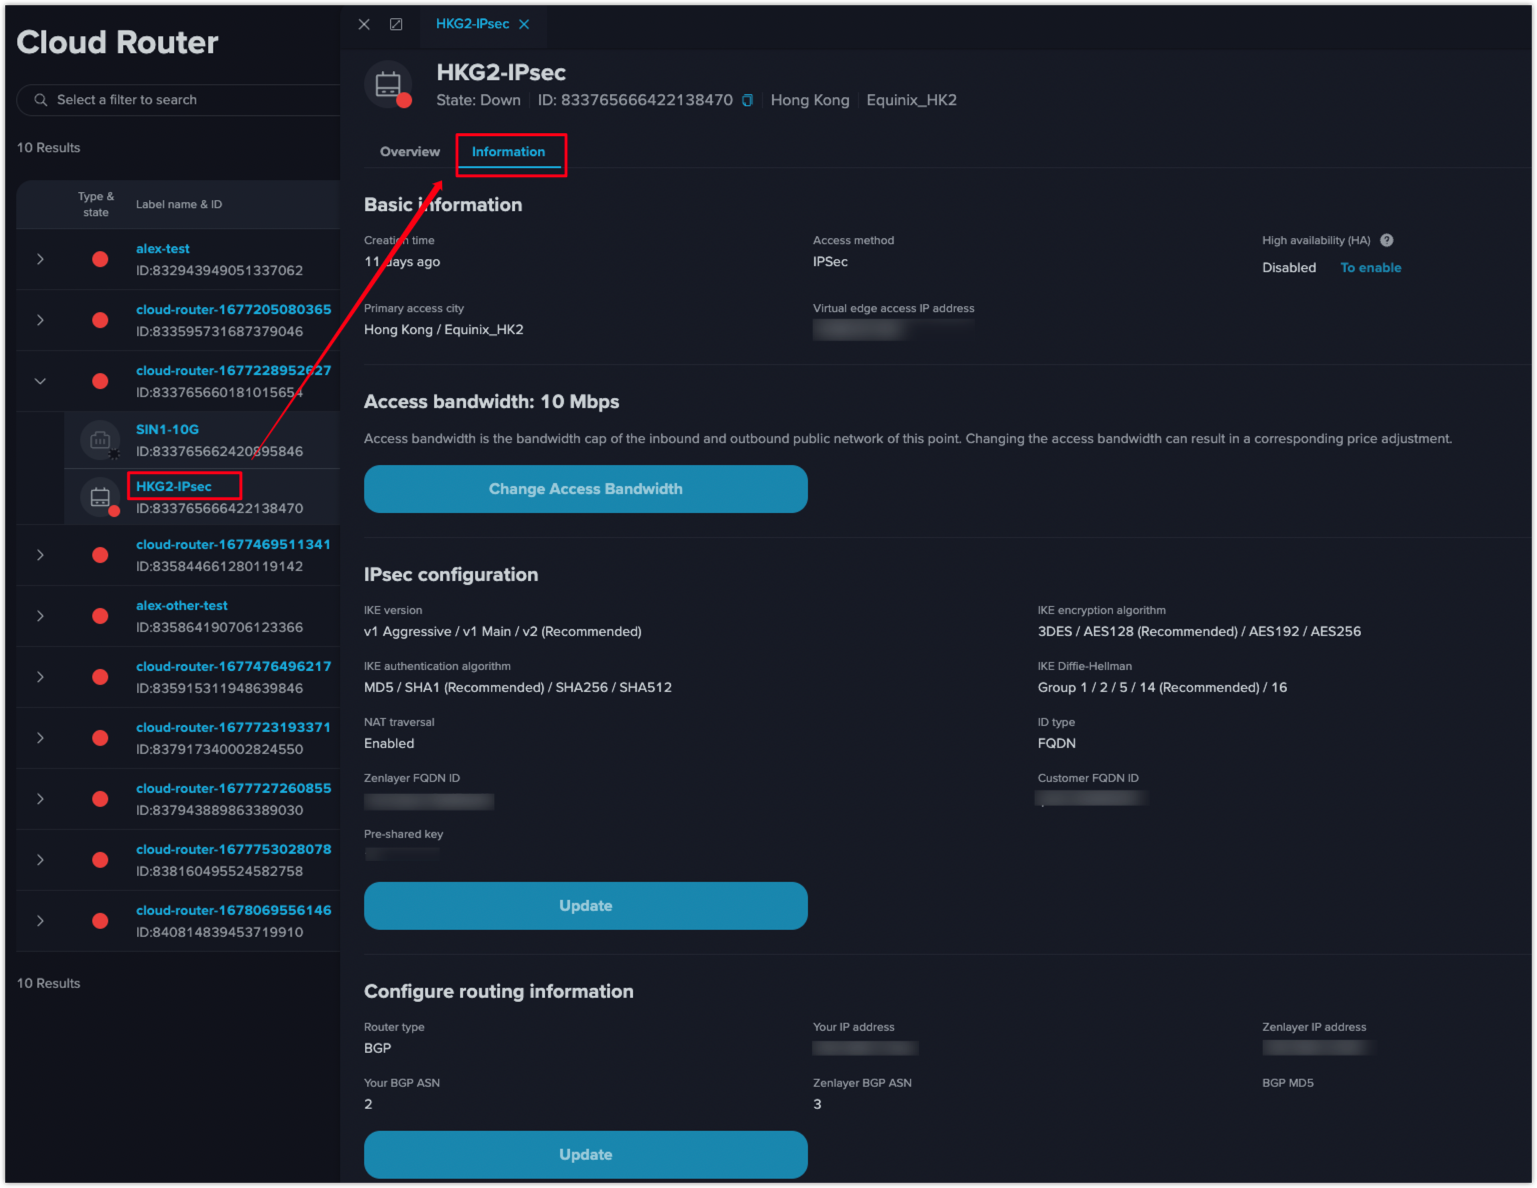 Cloud Router
Select a filter to search
10 Results
Type & state
Label name & ID
alex-test
ID:832943949051337062
cloud-router-1677205080365
ID:833595731687379046
cloud-router-1677228952627
ID:833765660181015654
SIN1-10G
ID:833765662420895846
HKG2-IPsec
ID:833765666422138470
cloud-router-1677469511341
ID:835844661280119142
alex-other-test
ID:835864190706123366
cloud-router-1677476496217
ID:835915311948639846
cloud-router-1677723193371
ID:837917340002824550
cloud-router-1677727260855
ID:837943889863389030
cloud-router-1677753028078
ID:838160495524582758
cloud-router-1678069556146
ID:840814839453719910
10 Results
HKG2-IPsec
HKG2-IPsec
State: Down ID: 833765666422138470 Hong Kong Equinix_HK2
Overview Information
Basic information
Creation time
11 days ago
Access method
IPSec
High availability (HA) ?
Disabled To enable
Primary access city
Hong Kong / Equinix_HK2
Virtual edge access IP address
Access bandwidth: 10 Mbps
Access bandwidth is the bandwidth cap of the inbound and outbound public network of this point. Changing the access bandwidth can result in a corresponding price adjustment.
Change Access Bandwidth
IPsec configuration
IKE version
v1 Aggressive / v1 Main / v2 (Recommended)
IKE encryption algorithm
3DES / AES128 (Recommended) / AES192 / AES256
IKE authentication algorithm
MD5 / SHA1 (Recommended) / SHA256 / SHA512
IKE Diffie-Hellman
Group 1 / 2 / 5 / 14 (Recommended) / 16
NAT traversal
Enabled
ID type
FQDN
Zenlayer FQDN ID
Customer FQDN ID
Pre-shared key
Update
Configure routing information
Router type
BGP
Your IP address
Zenlayer IP address
Your BGP ASN
2
Zenlayer BGP ASN
3
BGP MD5
Update